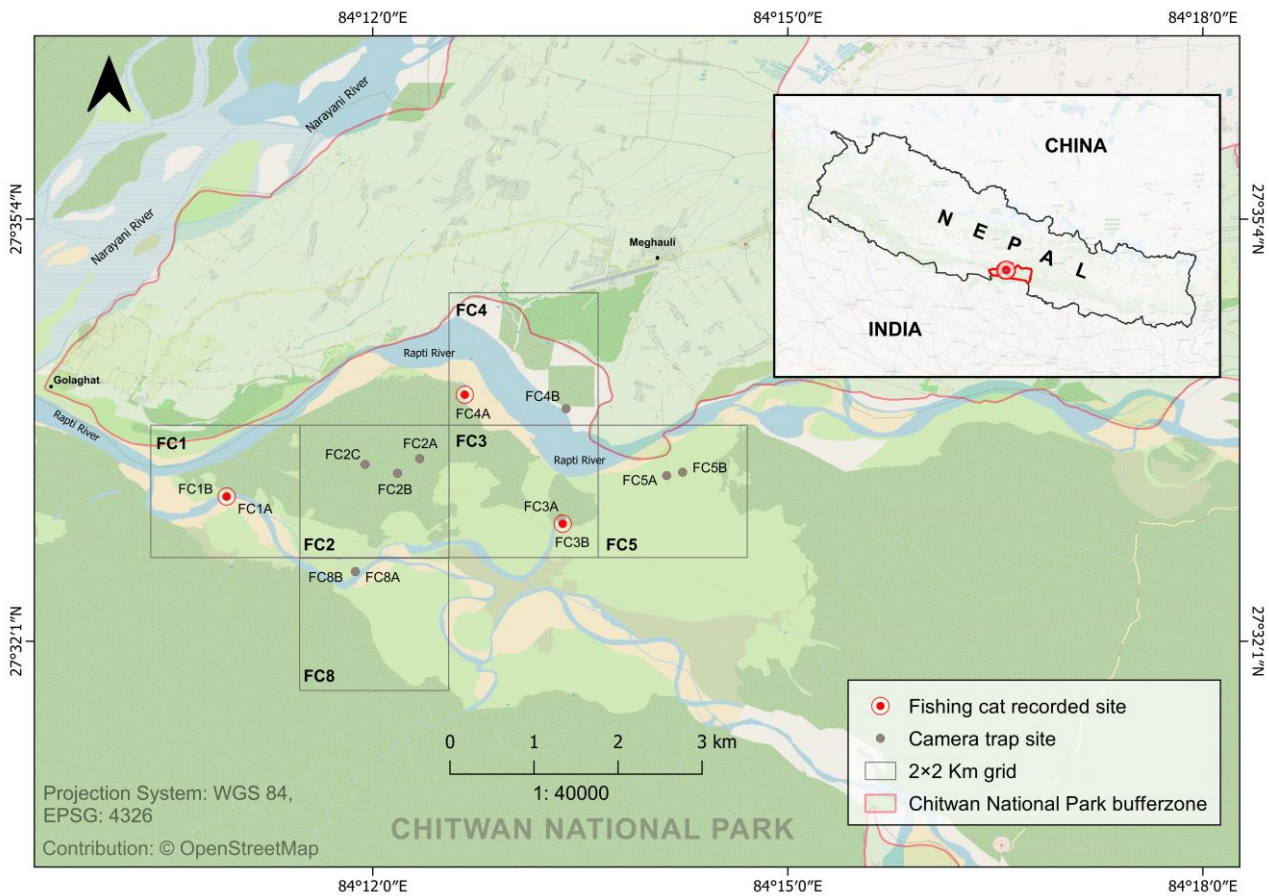 84°12′0″E
84°15′0″E
84°18′0″E
Narayani River
CHINA
Narayani River
27°35′4″N
27°35′4″N
NEPAL
Meghauli
INDIA
FC4
Rapti River
Golaghat
FC4B
FC4A
Rapti River
FC1
FC3
FC2A
FC2C
Rapti River
FC5B
FC2B
FC5A
FC1B
FC1A
FC3A
FC3B
FC2
FC5
FC8B
FC8A
27°32′1″N
27°32′1″N
FC8
Fishing cat recorded site
Camera trap site
2×2 Km grid
Chitwan National Park bufferzone
0 1 2 3 km
1: 40000
Projection System: WGS 84,
EPSG: 4326
CHITWAN NATIONAL PARK
Contribution: © OpenStreetMap
84°12′0″E
84°15′0″E
84°18′0″E